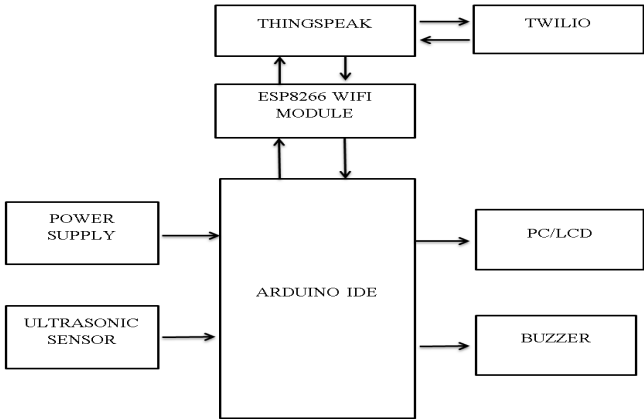 THINGSPEAK
TWILIO
ESP8266 WIFI
MODULE
POWER
SUPPLY
PC/LCD
ARDUINO IDE
ULTRASONIC
SENSOR
BUZZER